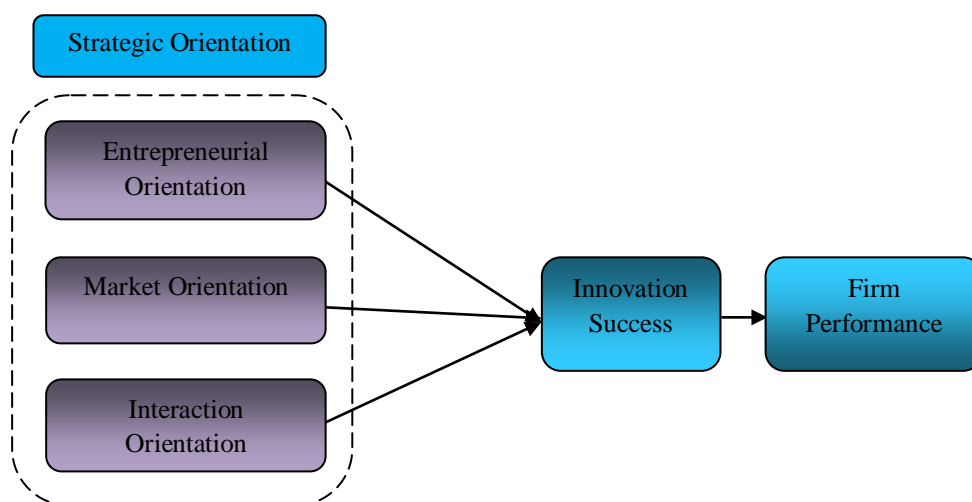 Strategic Orientation
Entrepreneurial
Orientation
Market Orientation
Interaction
Orientation
Innovation
Success
Firm
Performance